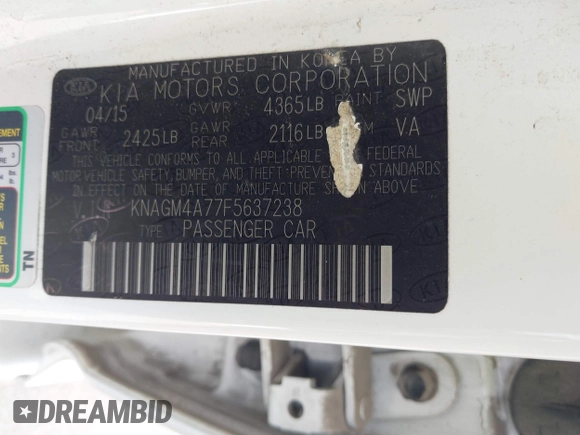 MANUFACTURED IN KOREA BY
KIA KIA MOTORS CORPORATION
04/15 GVWR 4365LB PAINT SWP
GAWR FRONT 2425LB GAWR REAR 2116LB VA
THIS VEHICLE CONFORMS TO ALL APPLICABLE FEDERAL
MOTOR VEHICLE SAFETY, BUMPER, AND THEFT PREVENTION STANDARDS
IN EFFECT ON THE DATE OF MANUFACTURE SHOWN ABOVE.
KNAGM4A77F5637238
TYPE : PASSENGER CAR
TN
DREAMBID